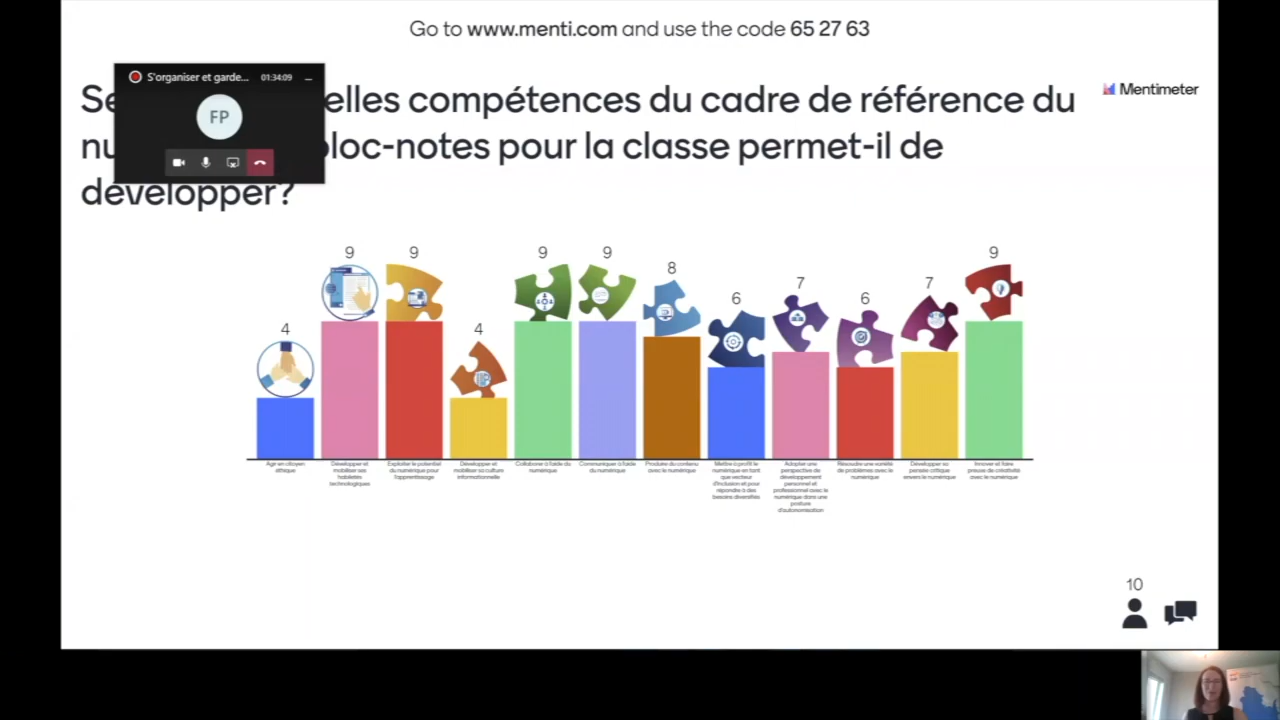 Go to www.menti.com and use the code 65 27 63
S'organiser et garde... 01:34:09
FP
elles compétences du cadre de référence du
bloc-notes pour la classe permet-il de
développer?
Mentimeter
4
9
9
4
9
9
8
6
7
6
7
9
Agir en citoyen
éthique
Développer et
mobiliser ses
habiletés
technologiques
Exploiter le potentiel
du numérique pour
l'apprentissage
Développer et
mobiliser sa culture
informationnelle
Collaborer à l'aide du
numérique
Communiquer à l'aide
du numérique
Produire du contenu
avec le numérique
Mettre à profit le
numérique en tant
que vecteur
d'inclusion et pour
répondre à des
besoins diversifiés
Adopter une
perspective de
développement
personnel et
professionnel avec le
numérique dans une
posture
d'autonomisation
Résoudre une variété
de problèmes avec le
numérique
Développer sa
pensée critique
envers le numérique
Innover et faire
preuve de créativité
avec le numérique
10